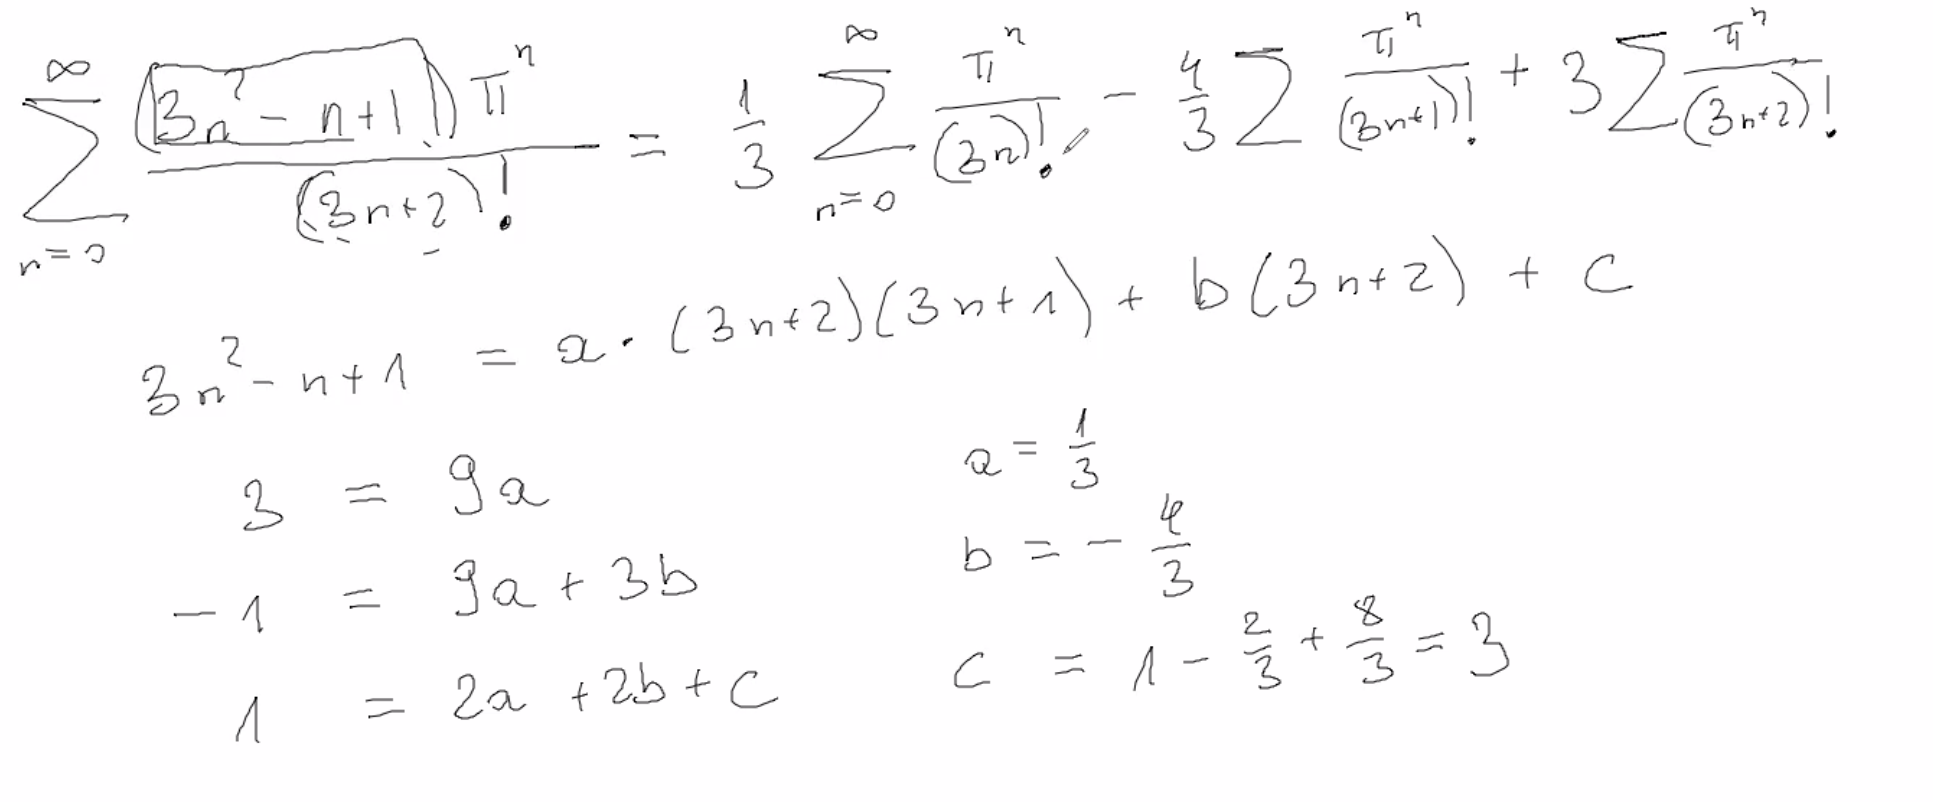 \sum_{n=0}^{\infty} \frac{(3n^2 - n + 1) \pi^n}{(3n+2)!} = \frac{1}{3} \sum_{n=0}^{\infty} \frac{\pi^n}{(3n)!} - \frac{4}{3} \sum \frac{\pi^n}{(3n+1)!} + 3 \sum \frac{\pi^n}{(3n+2)!}
3n^2 - n + 1 = a \cdot (3n+2)(3n+1) + b(3n+2) + c
3 = 9a
a = \frac{1}{3}
-1 = 9a + 3b
b = -\frac{4}{3}
1 = 2a + 2b + c
c = 1 - \frac{2}{3} + \frac{8}{3} = 3